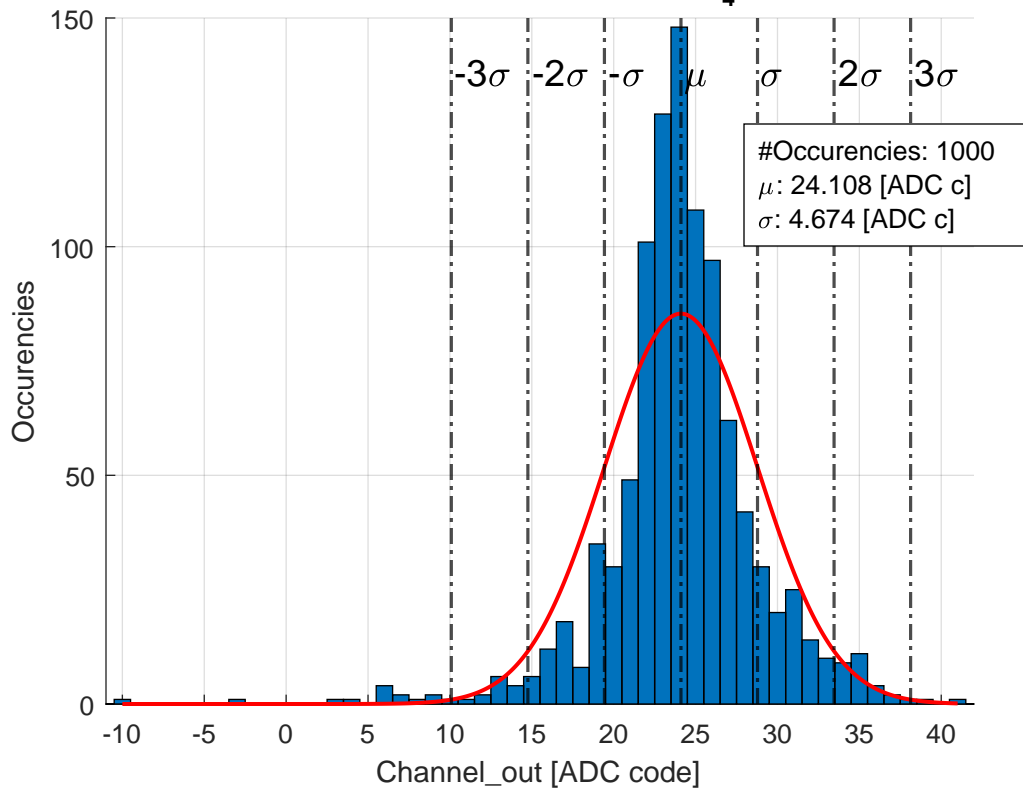 4
150
100
50
0
-3σ -2σ -σ μ σ 2σ 3σ
#Occurencies: 1000
μ: 24.108 [ADC c]
σ: 4.674 [ADC c]
Occurencies
-10 -5 0 5 10 15 20 25 30 35 40
Channel_out [ADC code]